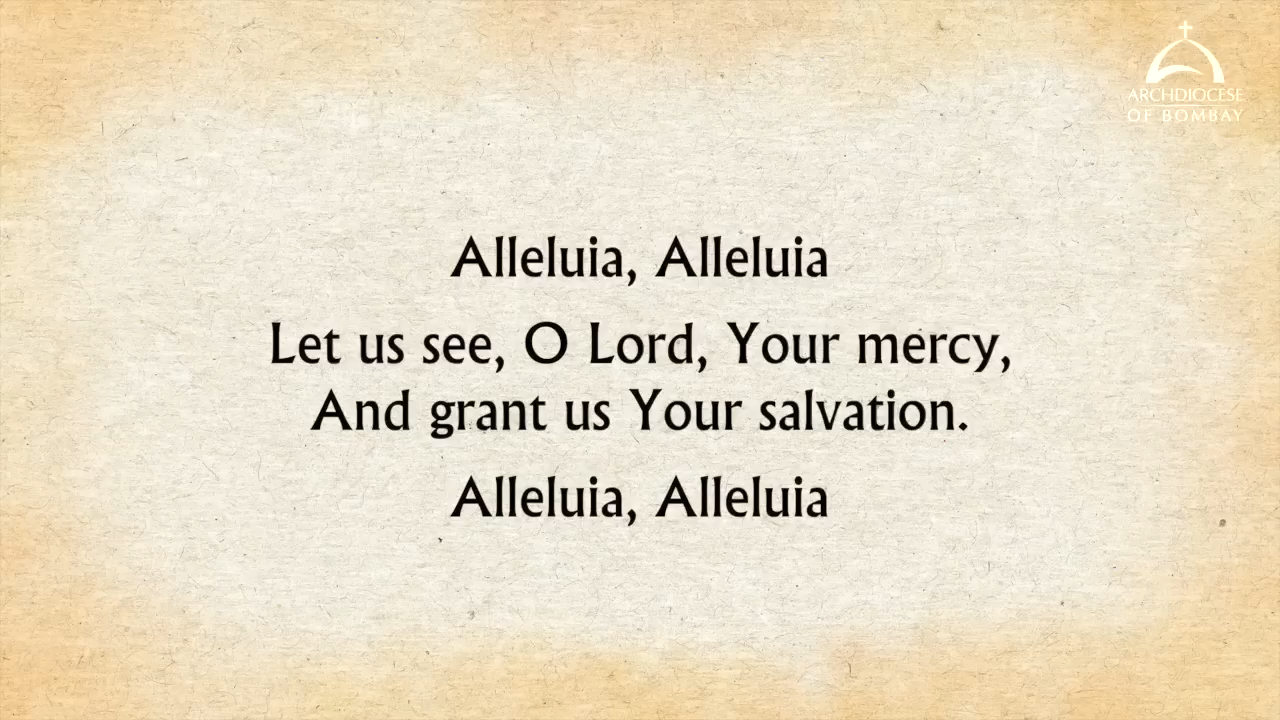 ARCHDIOCESE
OF BOMBAY
Alleluia, Alleluia
Let us see, O Lord, Your mercy,
And grant us Your salvation.
Alleluia, Alleluia